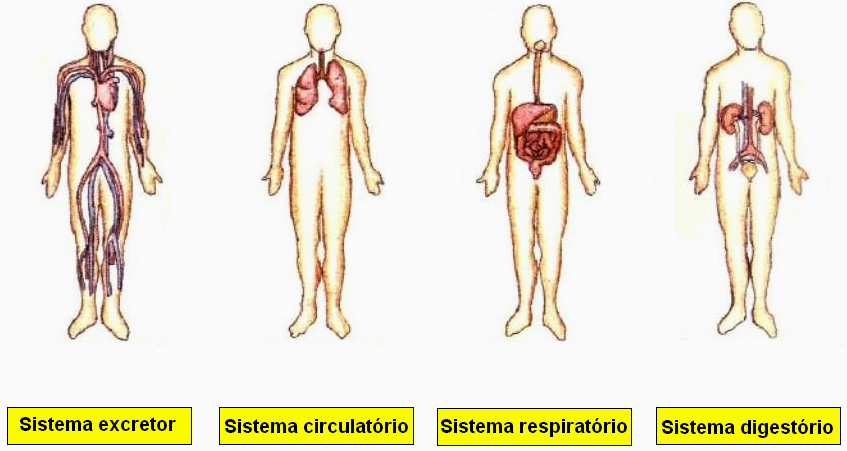 Sistema excretor
Sistema circulatório
Sistema respiratório
Sistema digestório